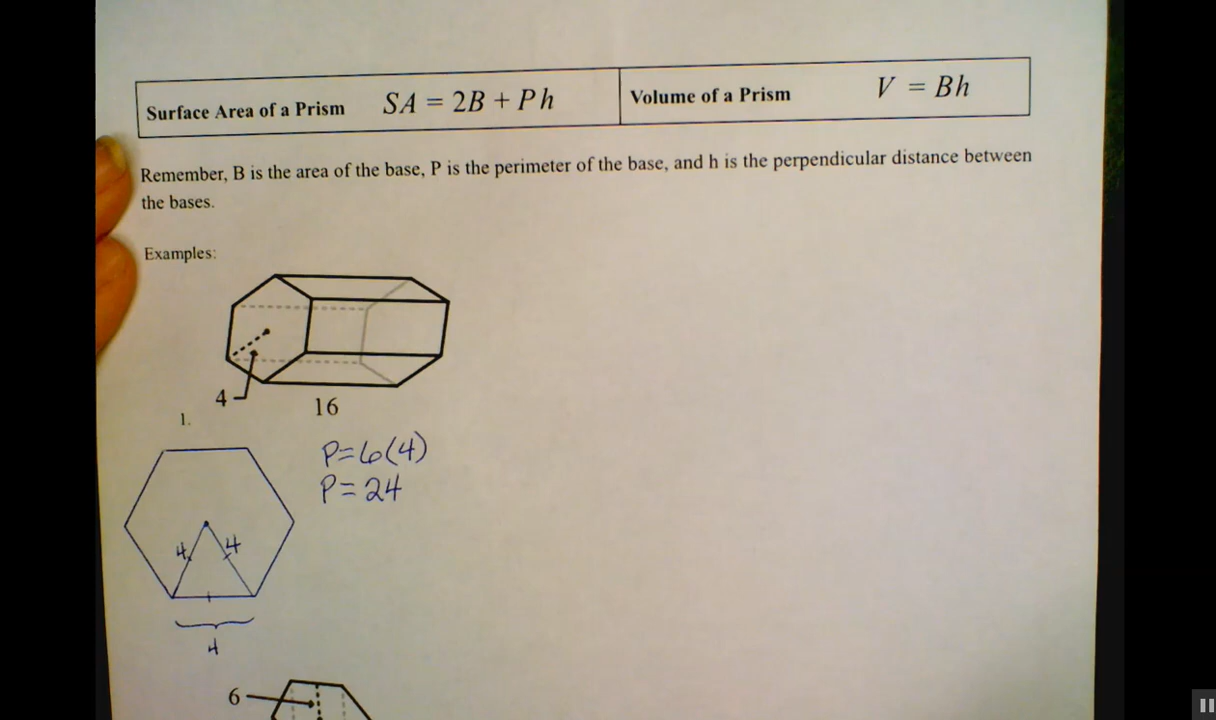 Surface Area of a Prism SA = 2B + Ph
Volume of a Prism V = Bh
Remember, B is the area of the base, P is the perimeter of the base, and h is the perpendicular distance between
the bases.
Examples:
4
16
1.
P=6(4)
P=24
4 4
4
6